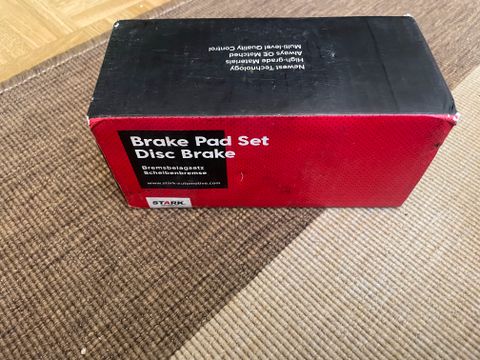 Newest Technology
High-grade Materials
Always OE Matched
Multi-level Quality Control
Brake Pad Set
Disc Brake
Bremsbelagsatz
Scheibenbremse
www.stark-automotive.com
STARK